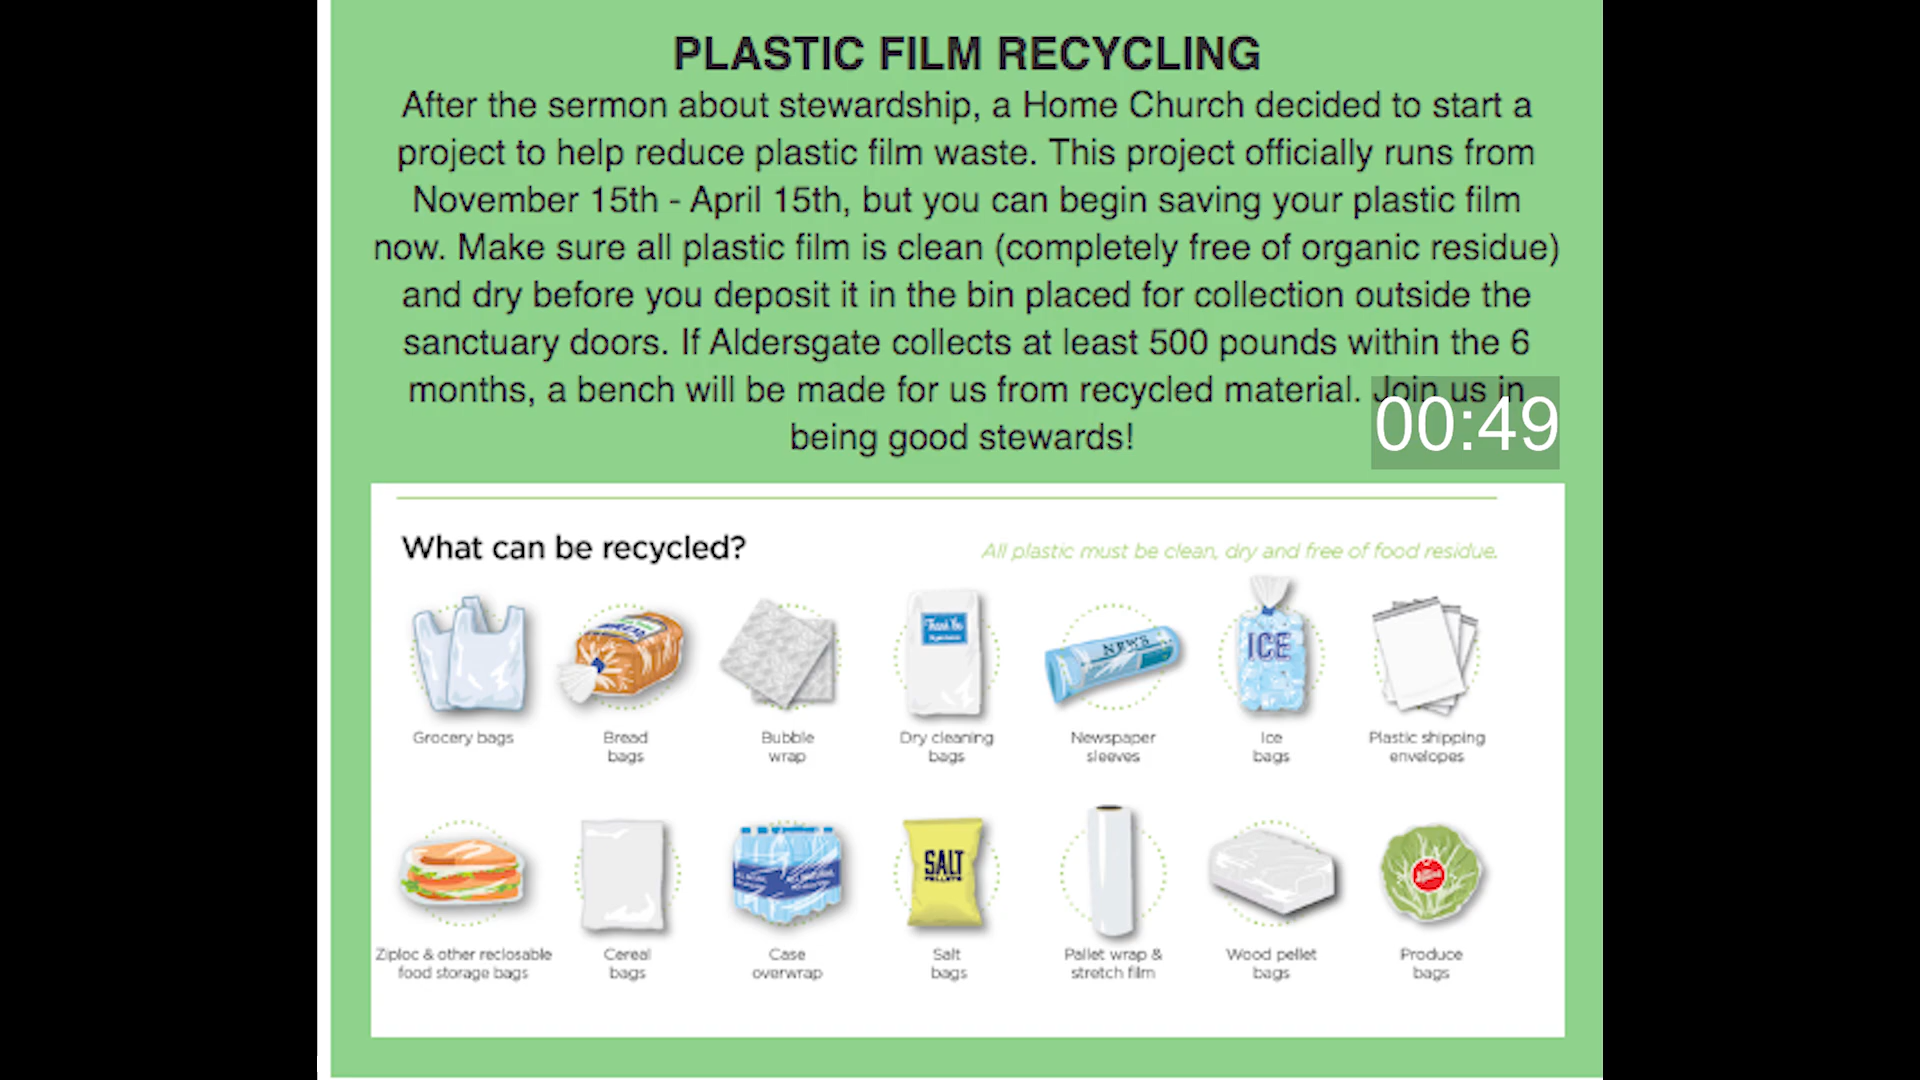 PLASTIC FILM RECYCLING
After the sermon about stewardship, a Home Church decided to start a
project to help reduce plastic film waste. This project officially runs from
November 15th - April 15th, but you can begin saving your plastic film
now. Make sure all plastic film is clean (completely free of organic residue)
and dry before you deposit it in the bin placed for collection outside the
sanctuary doors. If Aldersgate collects at least 500 pounds within the 6
months, a bench will be made for us from recycled material. Join us in
being good stewards!
00:49
What can be recycled?
All plastic must be clean, dry and free of food residue.
Thank You
NEWS
ICE
Grocery bags
Bread
bags
Bubble
wrap
Dry cleaning
bags
Newspaper
sleeves
Ice
bags
Plastic shipping
envelopes
SALT
PELLETS
Ziploc & other reclosable
food storage bags
Cereal
bags
Case
overwrap
Salt
bags
Pallet wrap &
stretch film
Wood pellet
bags
Produce
bags